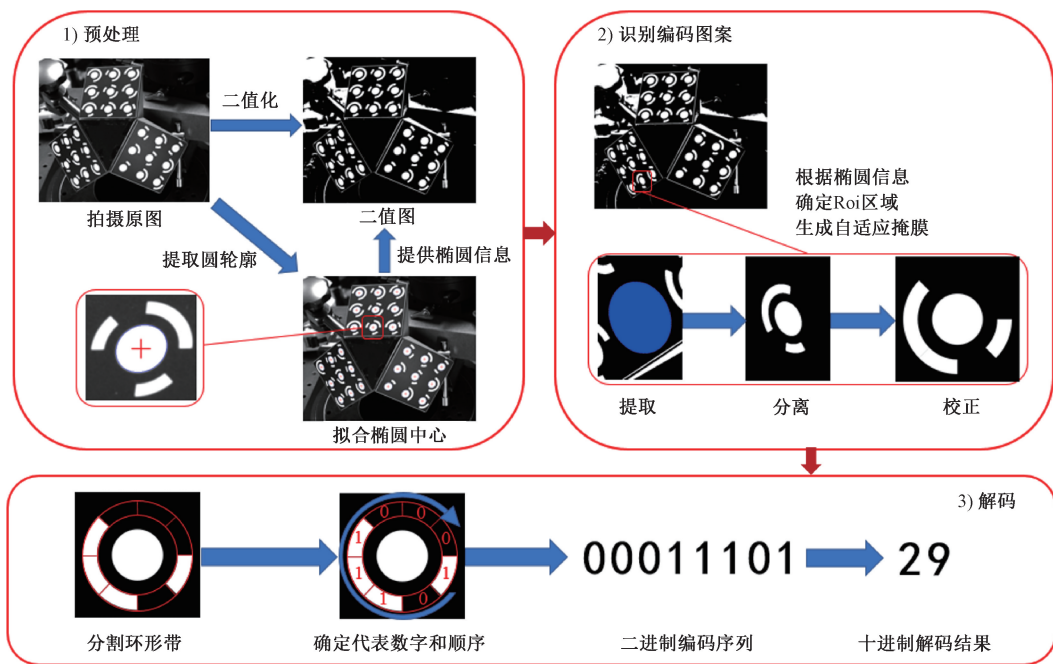 1) 预处理
二值化
拍摄原图
二值图
提取圆轮廓
提供椭圆信息
拟合椭圆中心
2) 识别编码图案
根据椭圆信息
确定Roi区域
生成自适应掩膜
提取
分离
校正
3) 解码
0 0
1 0
1 1
1 0
00011101
29
分割环形带
确定代表数字和顺序
二进制编码序列
十进制解码结果